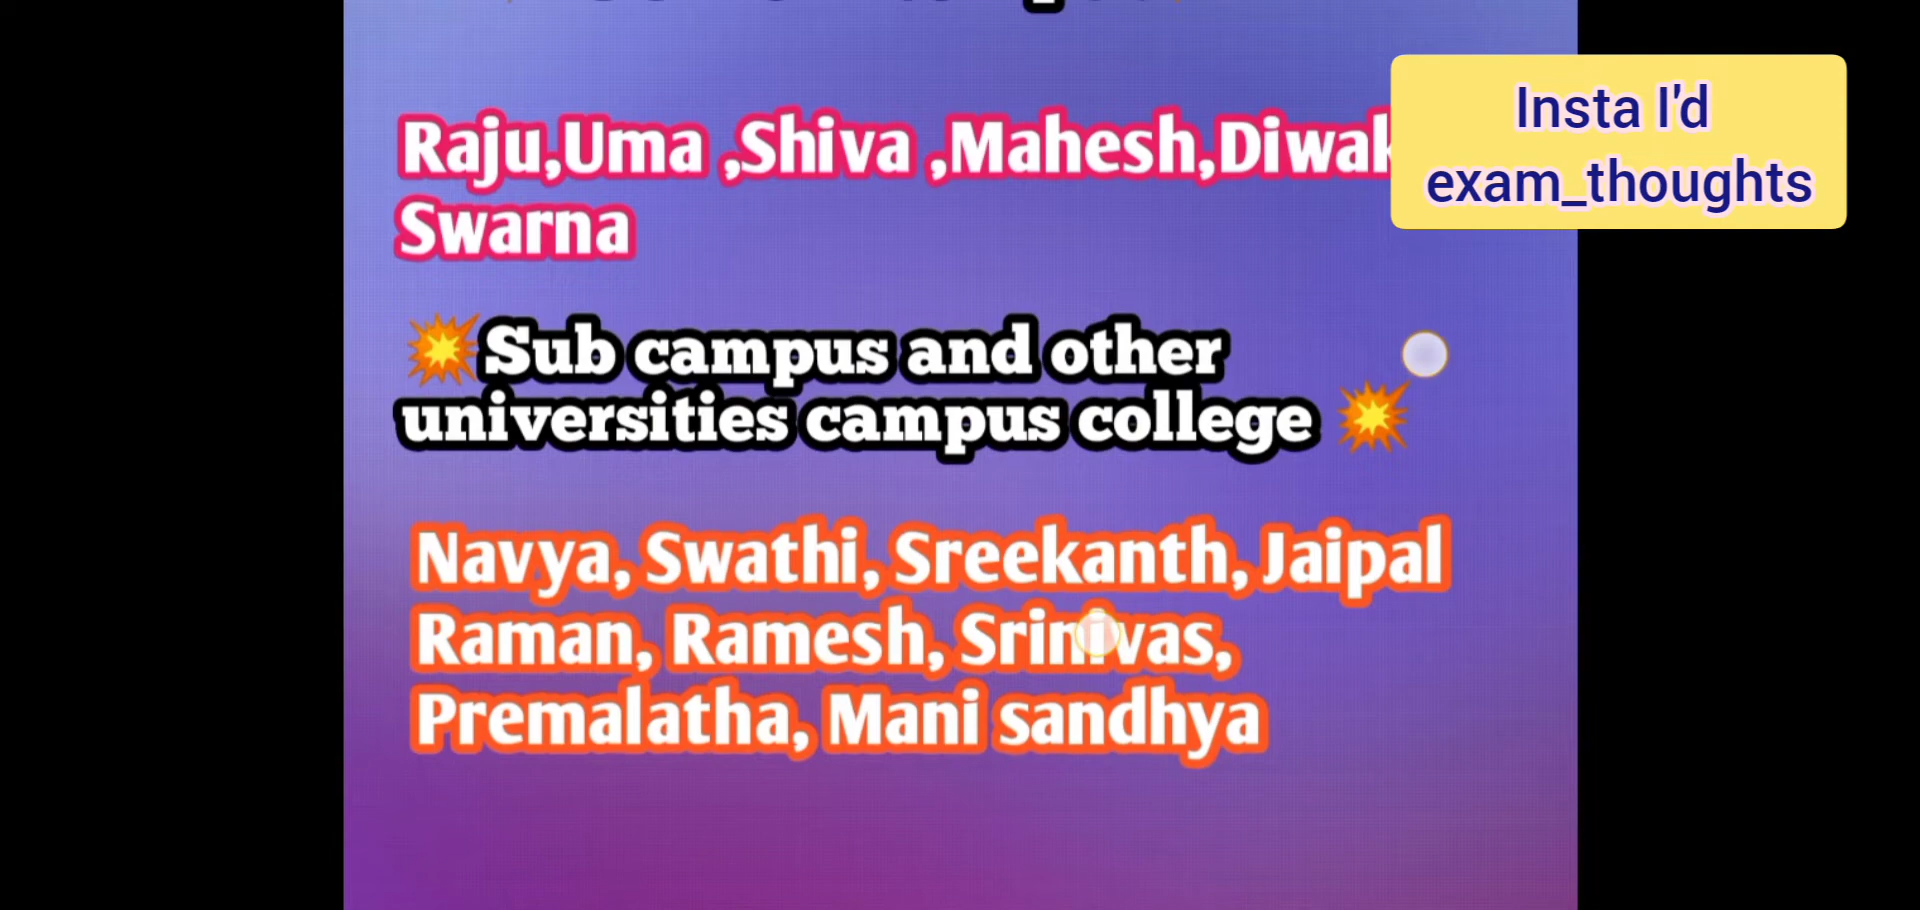 Raju,Uma ,Shiva ,Mahesh,
Swarna
Insta I'd
exam_thoughts
💥Sub campus and other
universities campus college 💥
Navya, Swathi, Sreekanth, Jaipal
Raman, Ramesh, Srinivas,
Premalatha, Mani sandhya